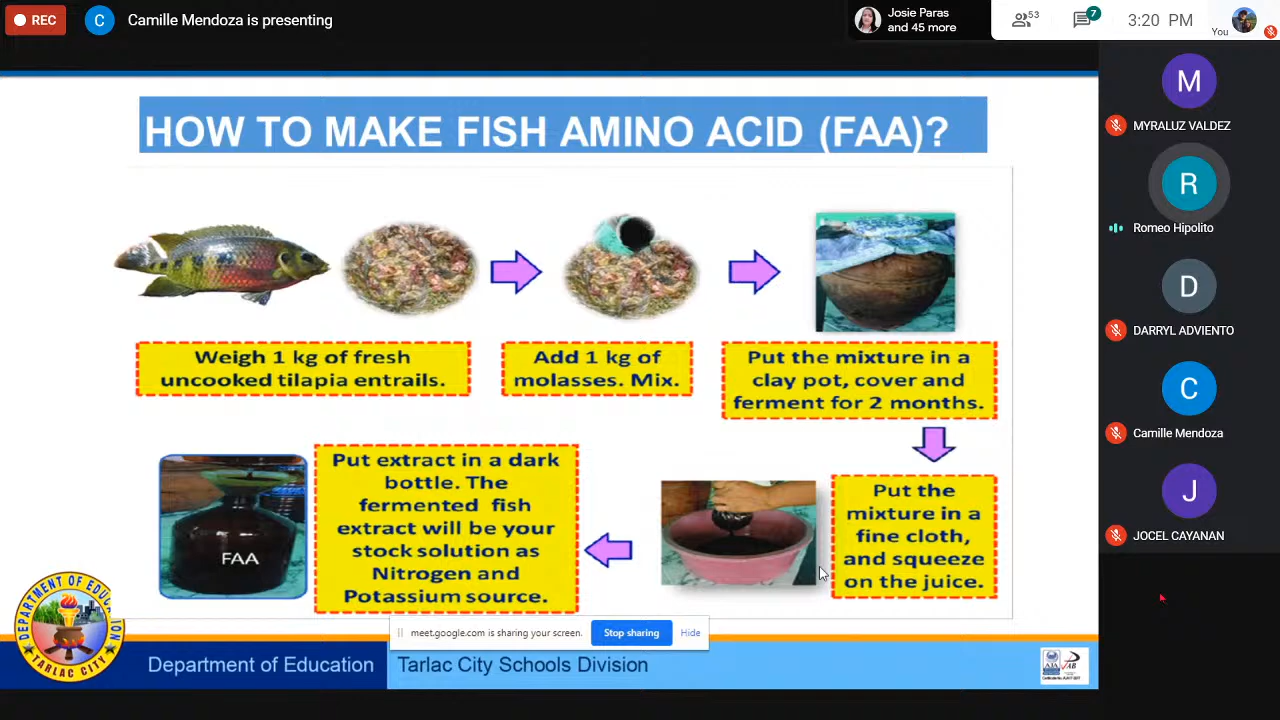 REC
C
Camille Mendoza is presenting
Josie Paras
and 45 more
53
7
3:20 PM
You
HOW TO MAKE FISH AMINO ACID (FAA)?
Weigh 1 kg of fresh
uncooked tilapia entrails.
Add 1 kg of
molasses. Mix.
Put the mixture in a
clay pot, cover and
ferment for 2 months.
Put the
mixture in a
fine cloth,
and squeeze
on the juice.
Put extract in a dark
bottle. The
fermented fish
extract will be your
stock solution as
Nitrogen and
Potassium source.
FAA
M
MYRALUZ VALDEZ
R
Romeo Hipolito
D
DARRYL ADVIENTO
C
Camille Mendoza
J
JOCEL CAYANAN
meet.google.com is sharing your screen.
Stop sharing
Hide
DEPARTMENT OF EDUCATION
TARLAC CITY
Department of Education
Tarlac City Schools Division